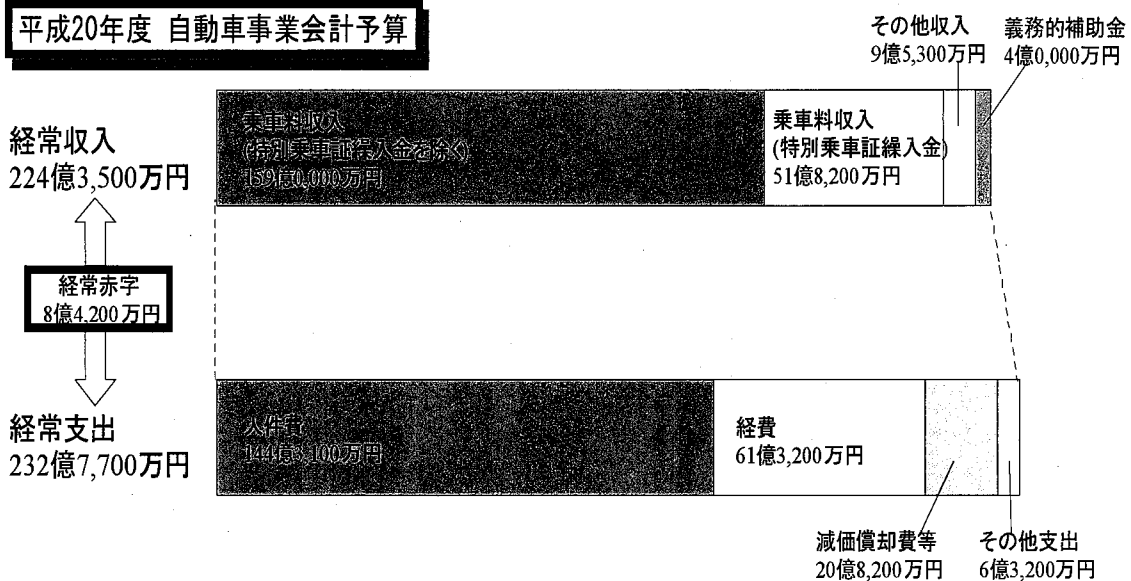 平成20年度 自動車事業会計予算
その他収入
9億5,300万円
義務的補助金
4億0,000万円
経常収入
224億3,500万円
乗車料収入
(特別乗車証繰入金を除く)
159億0,000万円
乗車料収入
(特別乗車証繰入金)
51億8,200万円
経常赤字
8億4,200万円
経常支出
232億7,700万円
人件費
144億3,100万円
経費
61億3,200万円
減価償却費等
20億8,200万円
その他支出
6億3,200万円